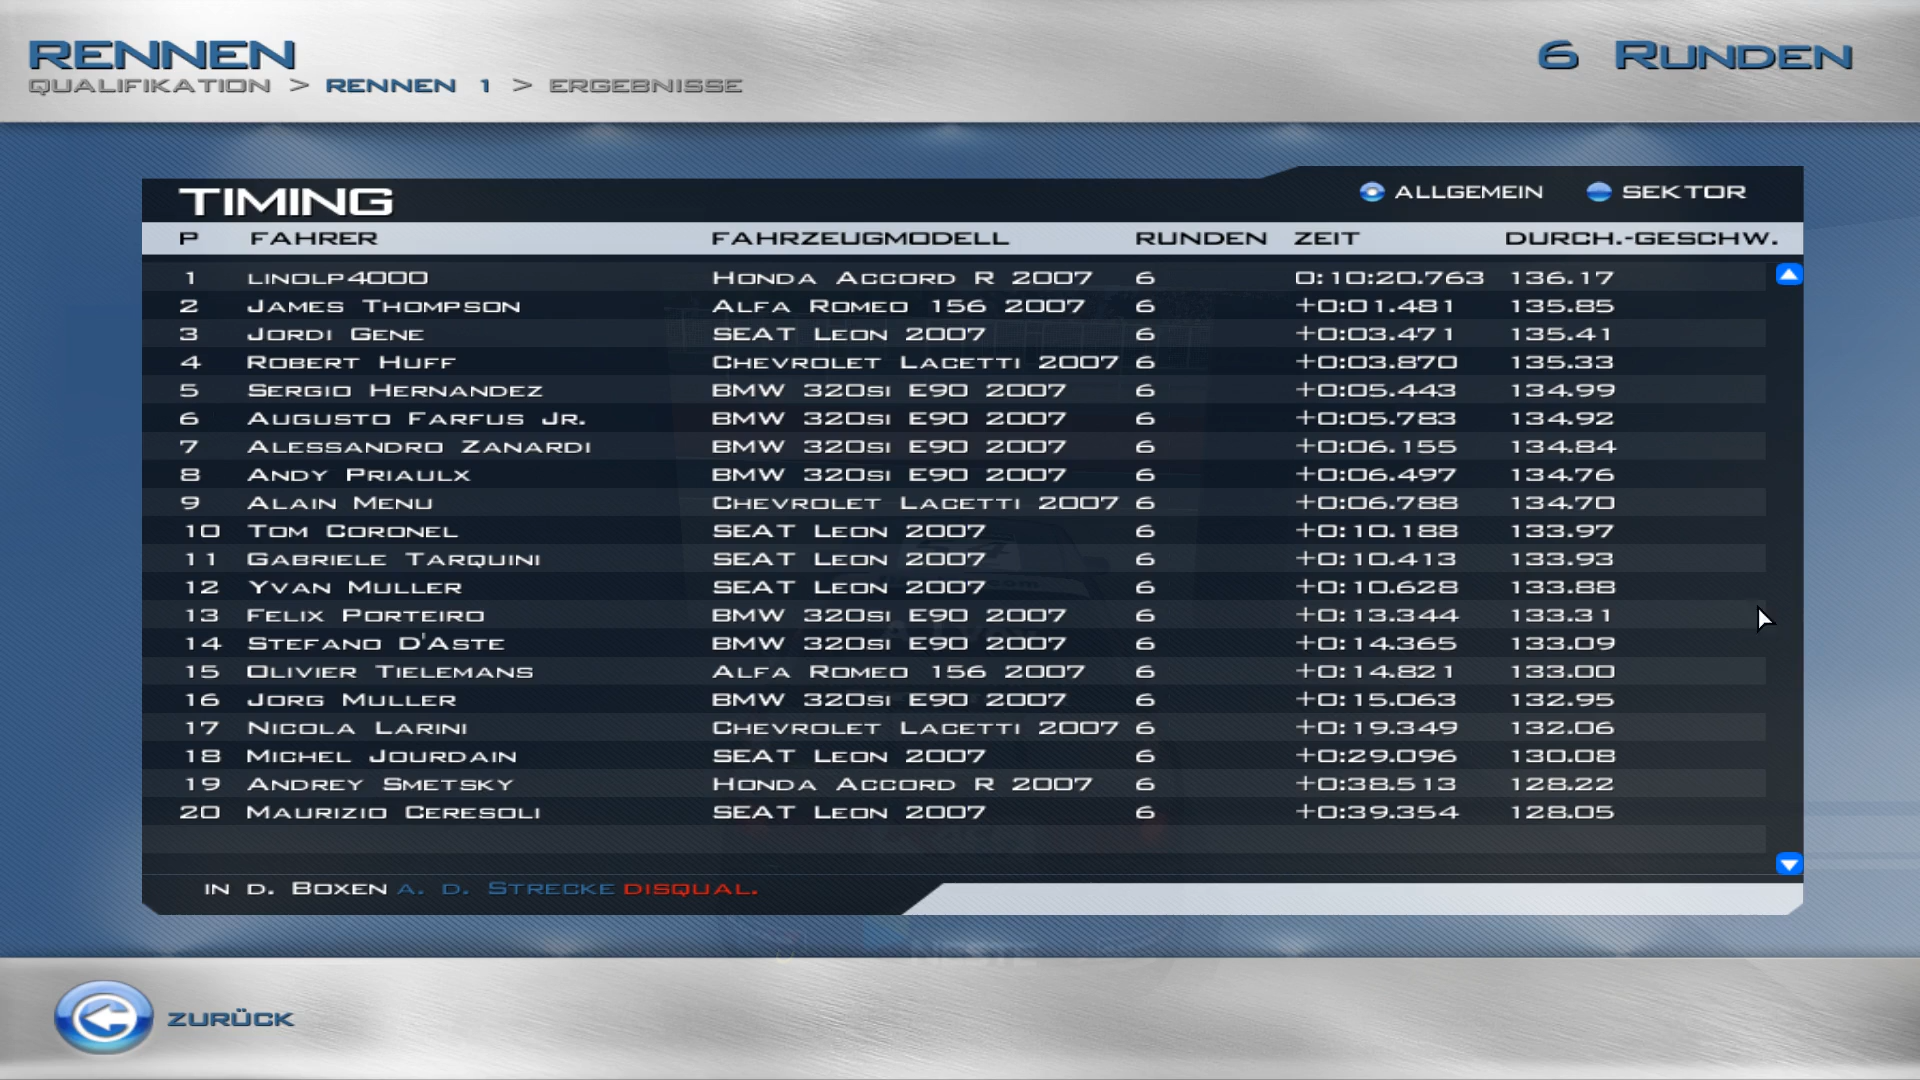 RENNEN
6 RUNDEN
QUALIFIKATION > RENNEN 1 > ERGEBNISSE
TIMING ALLGEMEIN SEKTOR
P FAHRER FAHRZEUGMODELL RUNDEN ZEIT DURCH.-GESCHW.
1 LINOLP4000 HONDA ACCORD R 2007 6 0:10:20.763 136.17
2 JAMES THOMPSON ALFA ROMEO 156 2007 6 +0:01.481 135.85
3 JORDI GENE SEAT LEON 2007 6 +0:03.471 135.41
4 ROBERT HUFF CHEVROLET LACETTI 2007 6 +0:03.870 135.33
5 SERGIO HERNANDEZ BMW 320SI E90 2007 6 +0:05.443 134.99
6 AUGUSTO FARFUS JR. BMW 320SI E90 2007 6 +0:05.783 134.92
7 ALESSANDRO ZANARDI BMW 320SI E90 2007 6 +0:06.155 134.84
8 ANDY PRIAULX BMW 320SI E90 2007 6 +0:06.497 134.76
9 ALAIN MENU CHEVROLET LACETTI 2007 6 +0:06.788 134.70
10 TOM CORONEL SEAT LEON 2007 6 +0:10.188 133.97
11 GABRIELE TARQUINI SEAT LEON 2007 6 +0:10.413 133.93
12 YVAN MULLER SEAT LEON 2007 6 +0:10.628 133.88
13 FELIX PORTEIRO BMW 320SI E90 2007 6 +0:13.344 133.31
14 STEFANO D'ASTE BMW 320SI E90 2007 6 +0:14.365 133.09
15 OLIVIER TIELEMANS ALFA ROMEO 156 2007 6 +0:14.821 133.00
16 JORG MULLER BMW 320SI E90 2007 6 +0:15.063 132.95
17 NICOLA LARINI CHEVROLET LACETTI 2007 6 +0:19.349 132.06
18 MICHEL JOURDAIN SEAT LEON 2007 6 +0:29.096 130.08
19 ANDREY SMETSKY HONDA ACCORD R 2007 6 +0:38.513 128.22
20 MAURIZIO CERESOLI SEAT LEON 2007 6 +0:39.354 128.05
IN D. BOXEN A. D. STRECKE DISQUAL.
NESTE
ZURÜCK